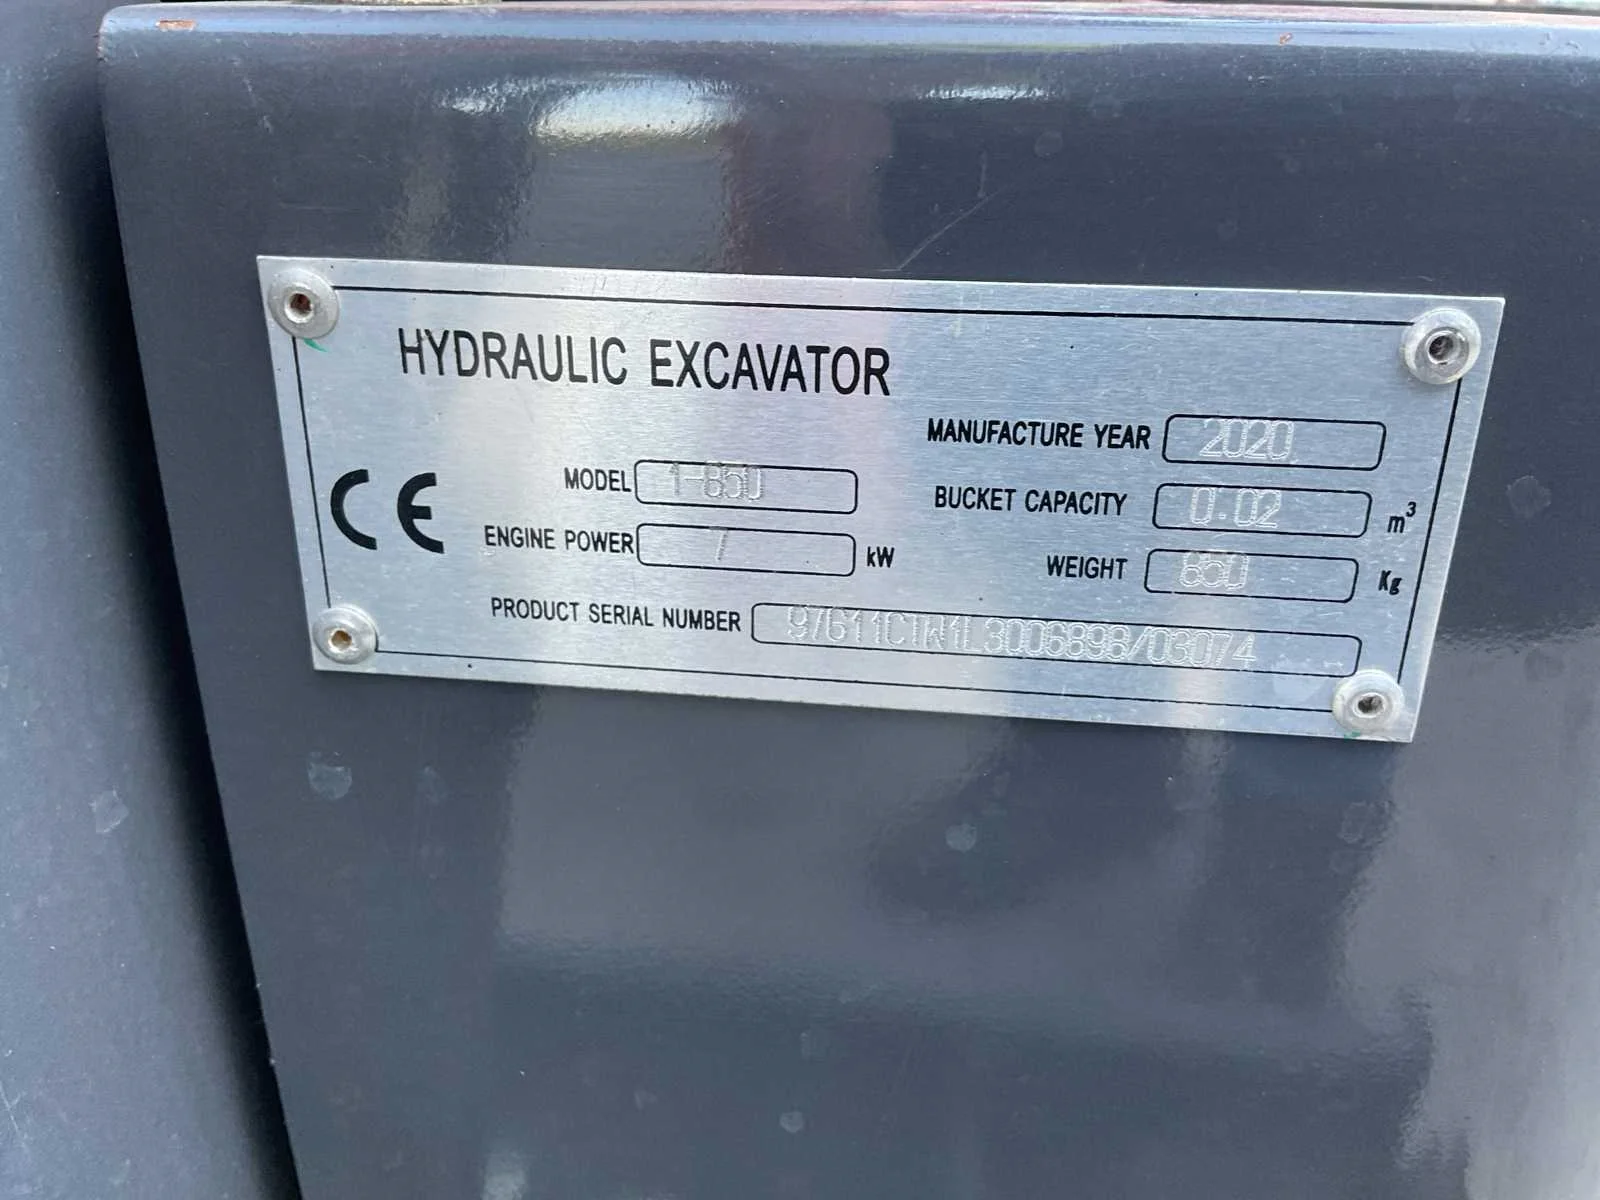 HYDRAULIC EXCAVATOR
MANUFACTURE YEAR 2020
MODEL 1-850
BUCKET CAPACITY 0.02 m³
CE
ENGINE POWER 7 kW
WEIGHT 850 Kg
PRODUCT SERIAL NUMBER